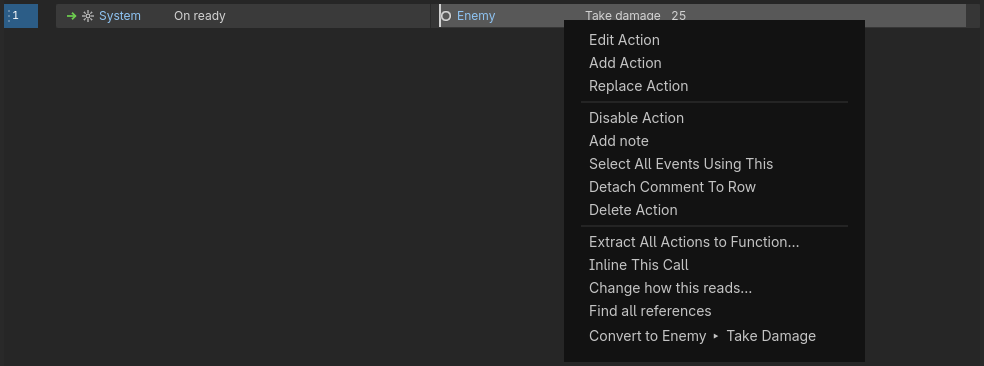 1 System On ready Enemy Take damage 25
Edit Action
Add Action
Replace Action
Disable Action
Add note
Select All Events Using This
Detach Comment To Row
Delete Action
Extract All Actions to Function...
Inline This Call
Change how this reads...
Find all references
Convert to Enemy ▸ Take Damage